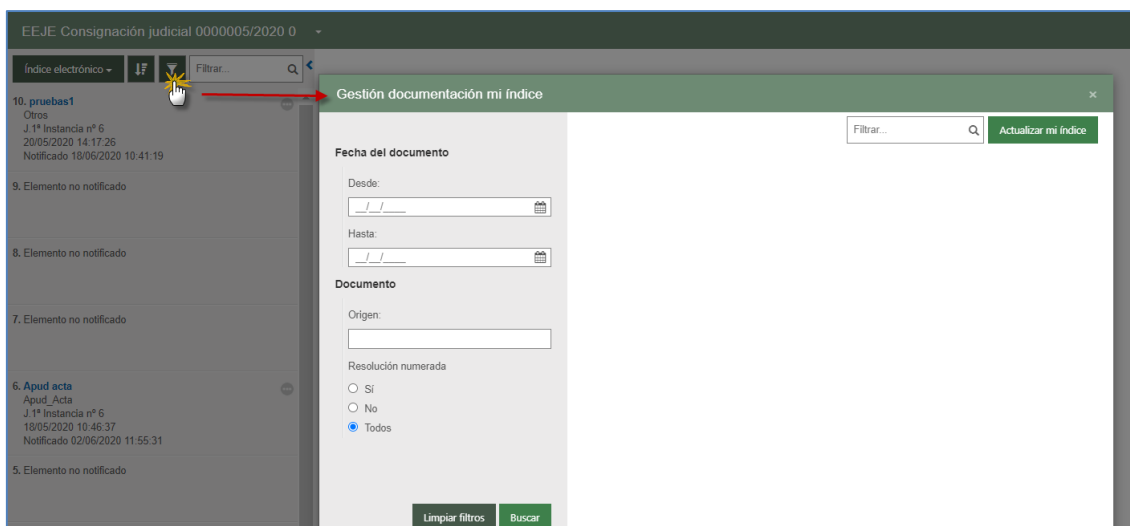 EEJE Consignación judicial 0000005/2020 0
Índice electrónico
Filtrar...
10. pruebas1
Otros
J.1ª Instancia nº 6
20/05/2020 14:17:26
Notificado 18/06/2020 10:41:19
9. Elemento no notificado
8. Elemento no notificado
7. Elemento no notificado
6. Apud acta
Apud_Acta
J.1ª Instancia nº 6
18/05/2020 10:46:37
Notificado 02/06/2020 11:55:31
5. Elemento no notificado
Gestión documentación mi índice
×
Filtrar...
Actualizar mi índice
Fecha del documento
Desde:
__/__/____
Hasta:
__/__/____
Documento
Origen:
Resolución numerada
Sí
No
Todos
Limpiar filtros
Buscar